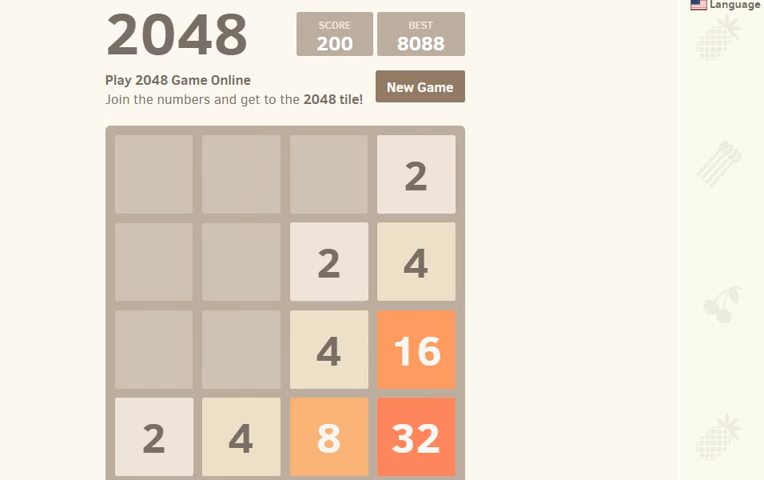 Language
2048
SCORE
200
BEST
8088
Play 2048 Game Online
Join the numbers and get to the 2048 tile!
New Game
2
2 4
4 16
2 4 8 32